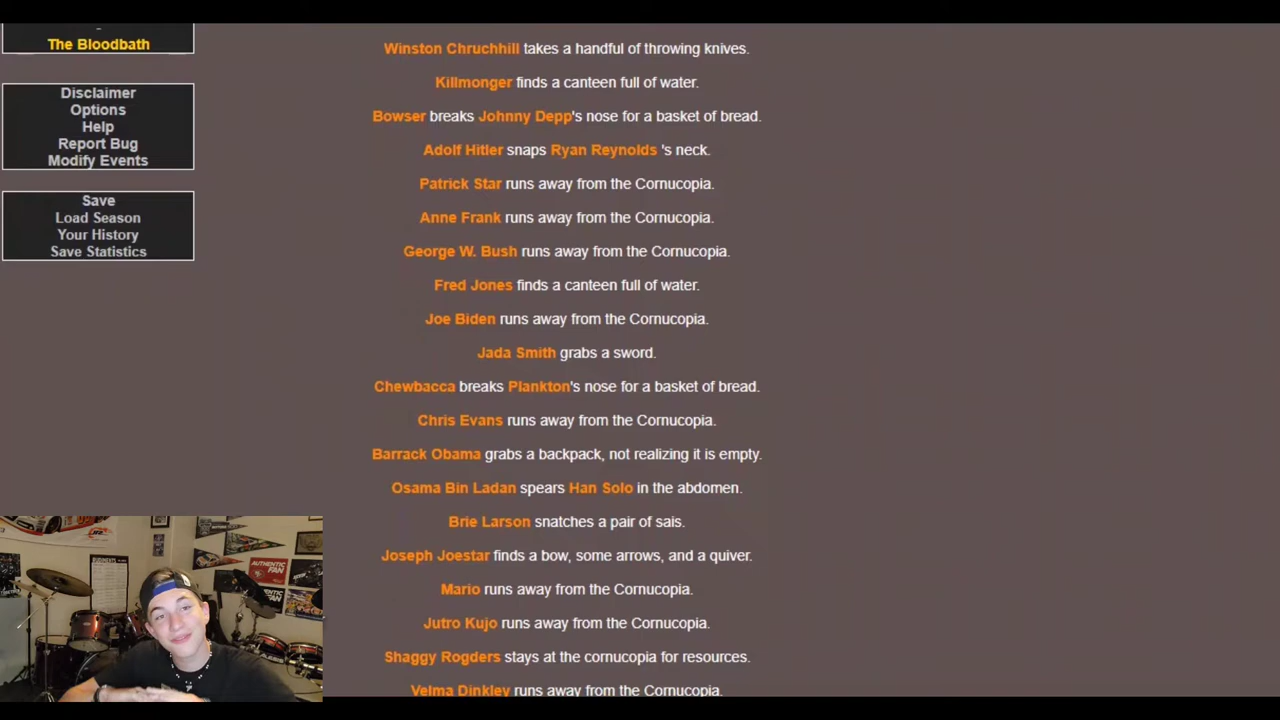 The Bloodbath
Disclaimer
Options
Help
Report Bug
Modify Events
Save
Load Season
Your History
Save Statistics
Winston Chruchhill takes a handful of throwing knives.
Killmonger finds a canteen full of water.
Bowser breaks Johnny Depp's nose for a basket of bread.
Adolf Hitler snaps Ryan Reynolds 's neck.
Patrick Star runs away from the Cornucopia.
Anne Frank runs away from the Cornucopia.
George W. Bush runs away from the Cornucopia.
Fred Jones finds a canteen full of water.
Joe Biden runs away from the Cornucopia.
Jada Smith grabs a sword.
Chewbacca breaks Plankton's nose for a basket of bread.
Chris Evans runs away from the Cornucopia.
Barrack Obama grabs a backpack, not realizing it is empty.
Osama Bin Ladan spears Han Solo in the abdomen.
Brie Larson snatches a pair of sais.
Joseph Joestar finds a bow, some arrows, and a quiver.
Mario runs away from the Cornucopia.
Jutro Kujo runs away from the Cornucopia.
Shaggy Rogders stays at the cornucopia for resources.
Velma Dinkley runs away from the Cornucopia.
AUTHENTIC
FAN